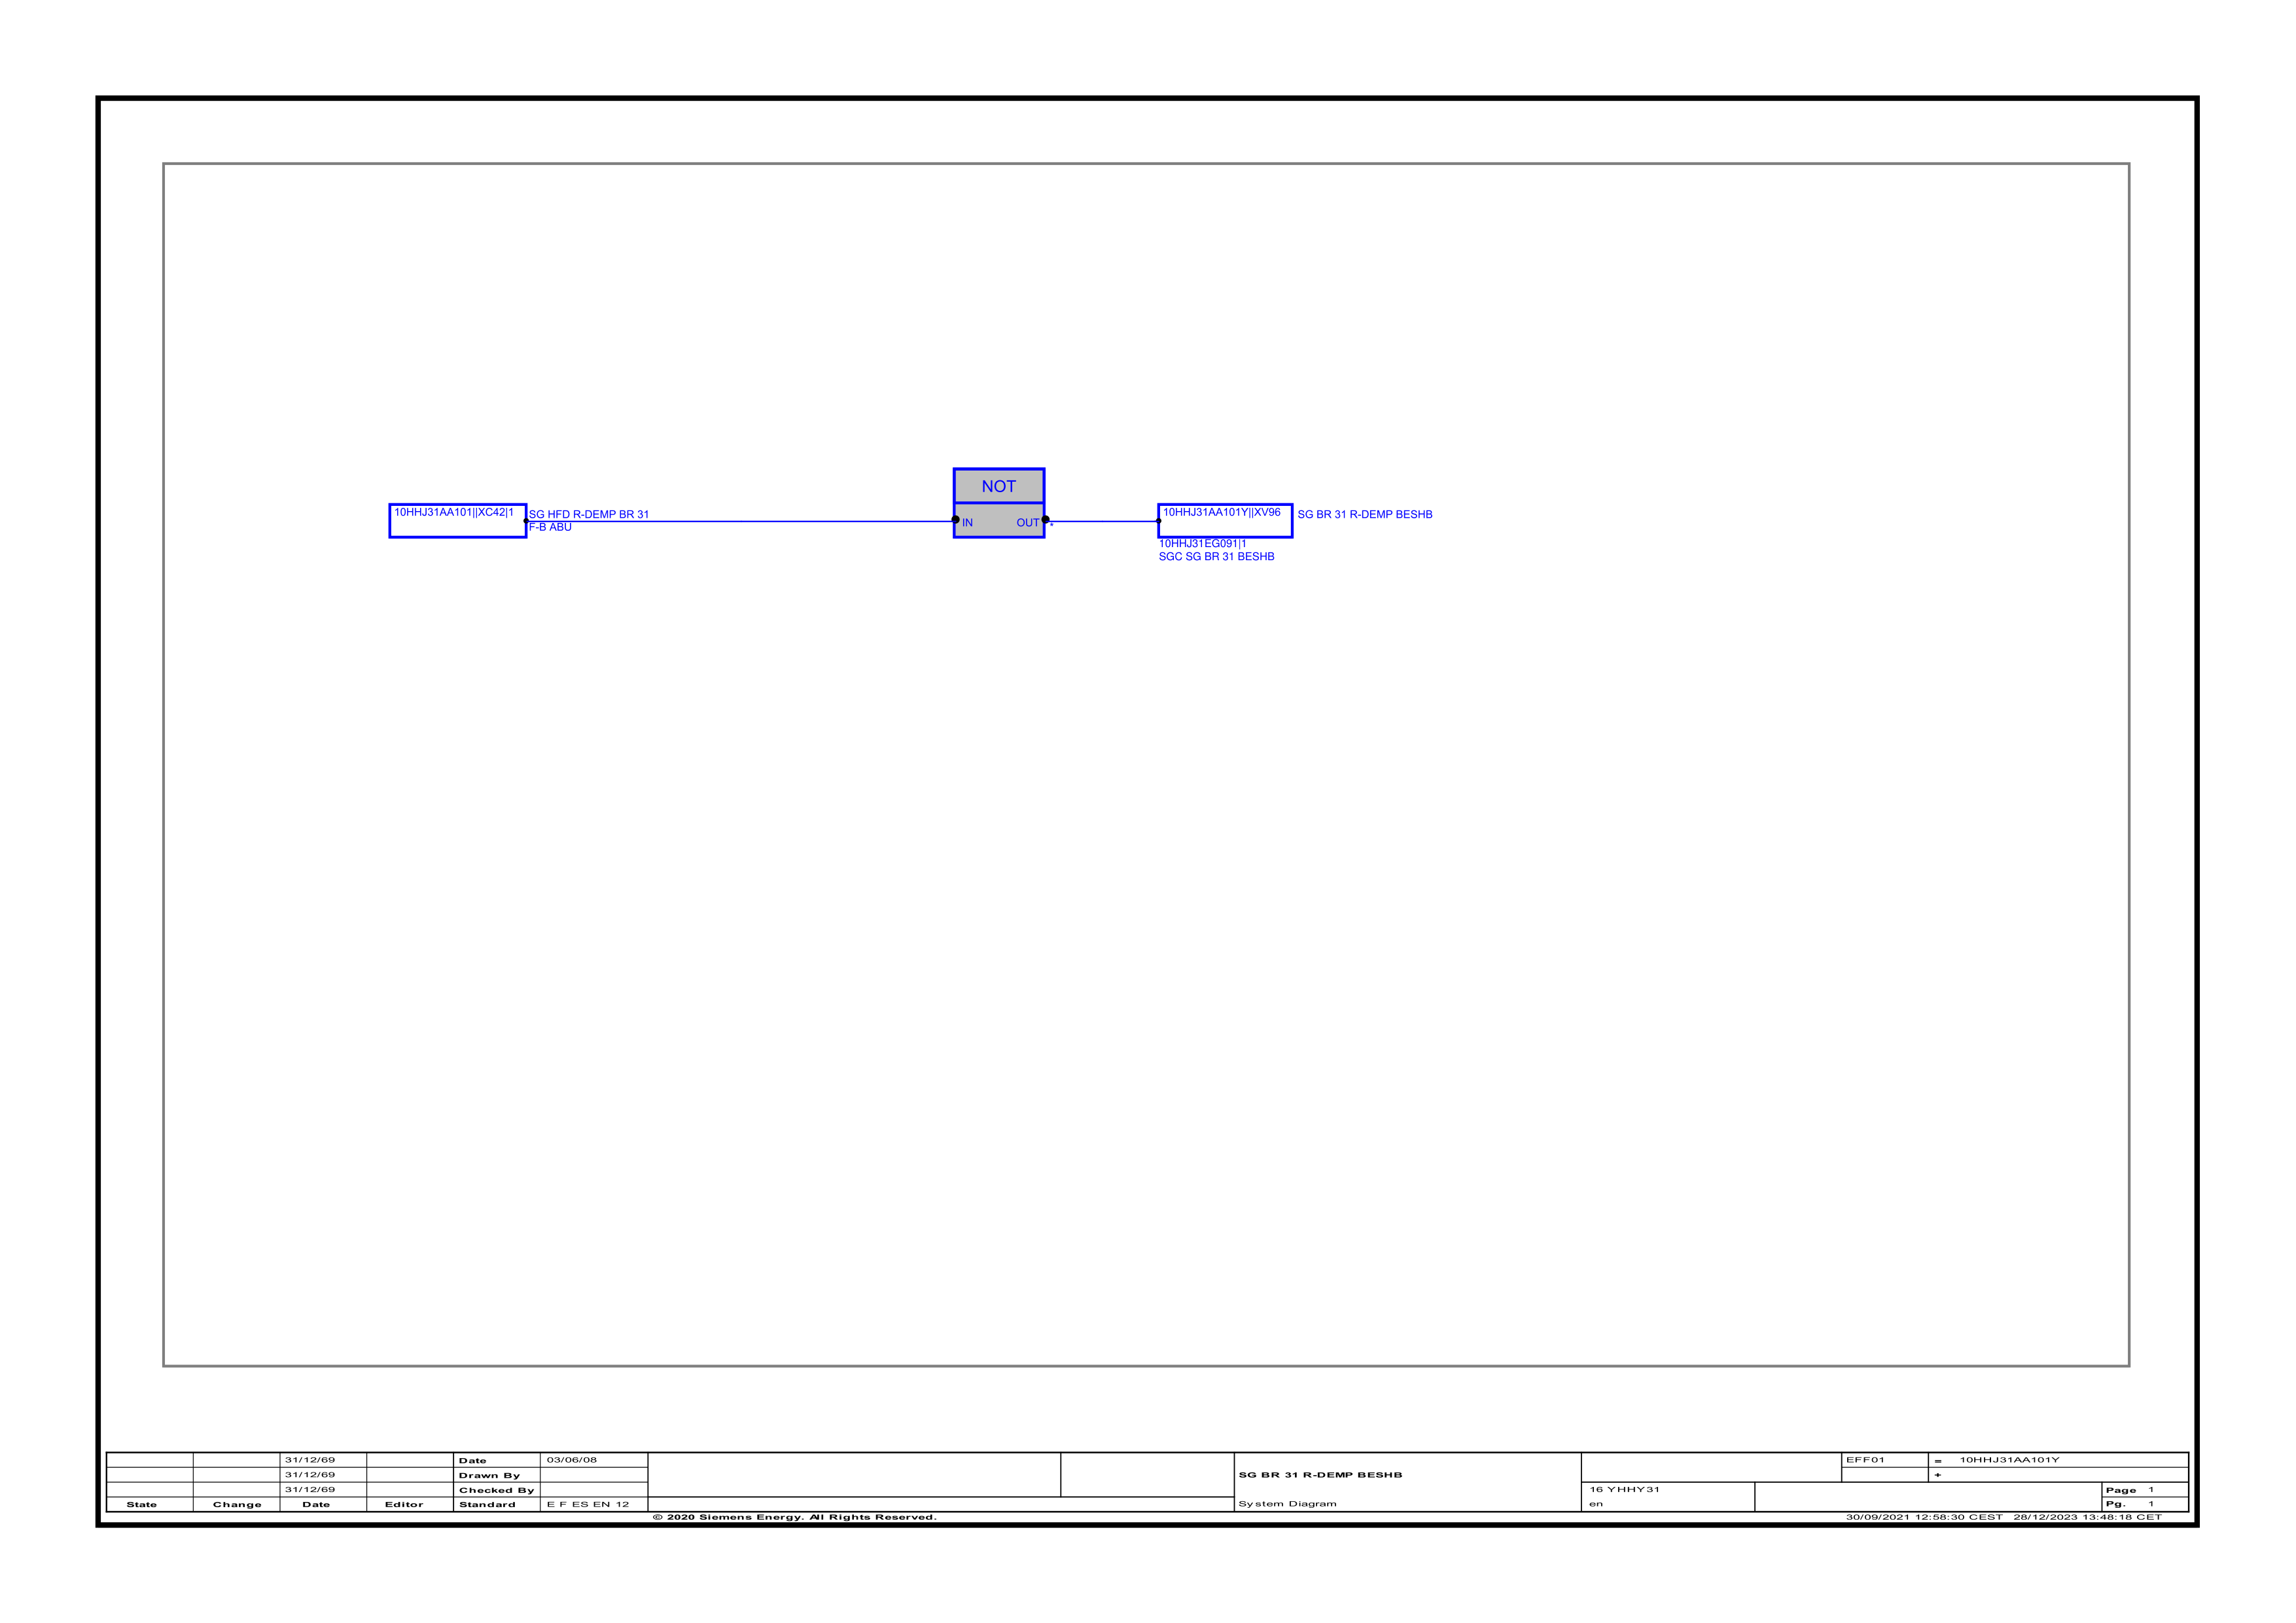 NOT
10HHJ31AA101||XC42|1
SG HFD R-DEMP BR 31
F-B ABU
IN
OUT
*
10HHJ31AA101Y||XV96
SG BR 31 R-DEMP BESHB
10HHJ31EG091|1
SGC SG BR 31 BESHB
31/12/69 Date 03/06/08
31/12/69 Drawn By
31/12/69 Checked By
State Change Date Editor Standard E F ES EN 12
SG BR 31 R-DEMP BESHB
System Diagram
16 YHHY31
en
EFF01 = 10HHJ31AA101Y
+
Page 1
Pg. 1
© 2020 Siemens Energy. All Rights Reserved.
30/09/2021 12:58:30 CEST 28/12/2023 13:48:18 CET